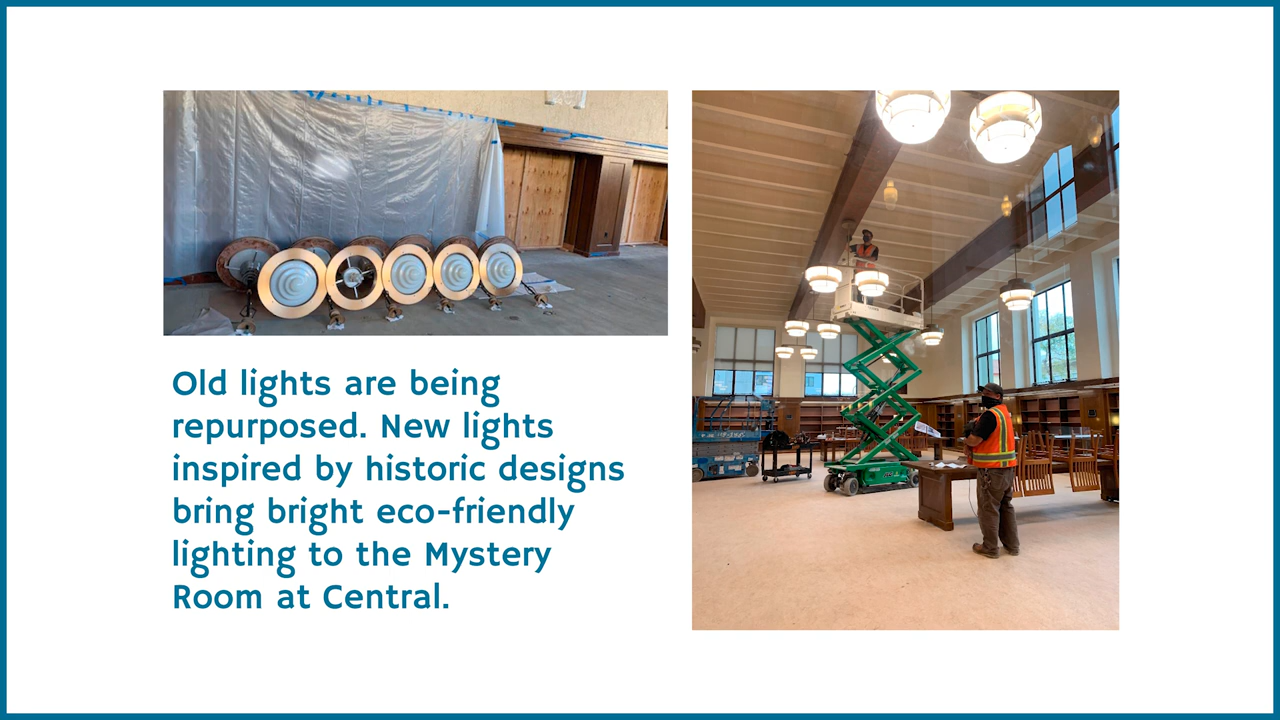 Old lights are being
repurposed. New lights
inspired by historic designs
bring bright eco-friendly
lighting to the Mystery
Room at Central.